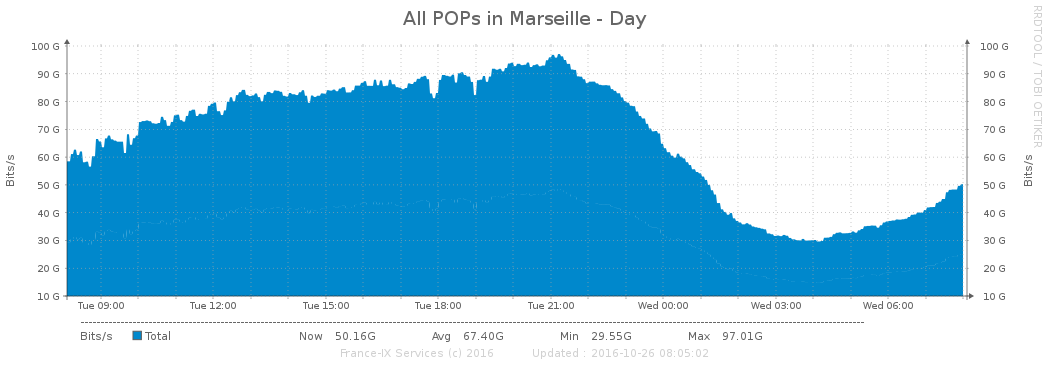 All POPs in Marseille - Day
RRDTOOL / TOBI OETIKER
Bits/s
100 G
90 G
80 G
70 G
60 G
50 G
40 G
30 G
20 G
10 G
100 G
90 G
80 G
70 G
60 G
50 G
40 G
30 G
20 G
10 G
Bits/s
Tue 09:00 Tue 12:00 Tue 15:00 Tue 18:00 Tue 21:00 Wed 00:00 Wed 03:00 Wed 06:00
Bits/s Total Now 50.16G Avg 67.40G Min 29.55G Max 97.01G
France-IX Services (c) 2016 Updated : 2016-10-26 08:05:02